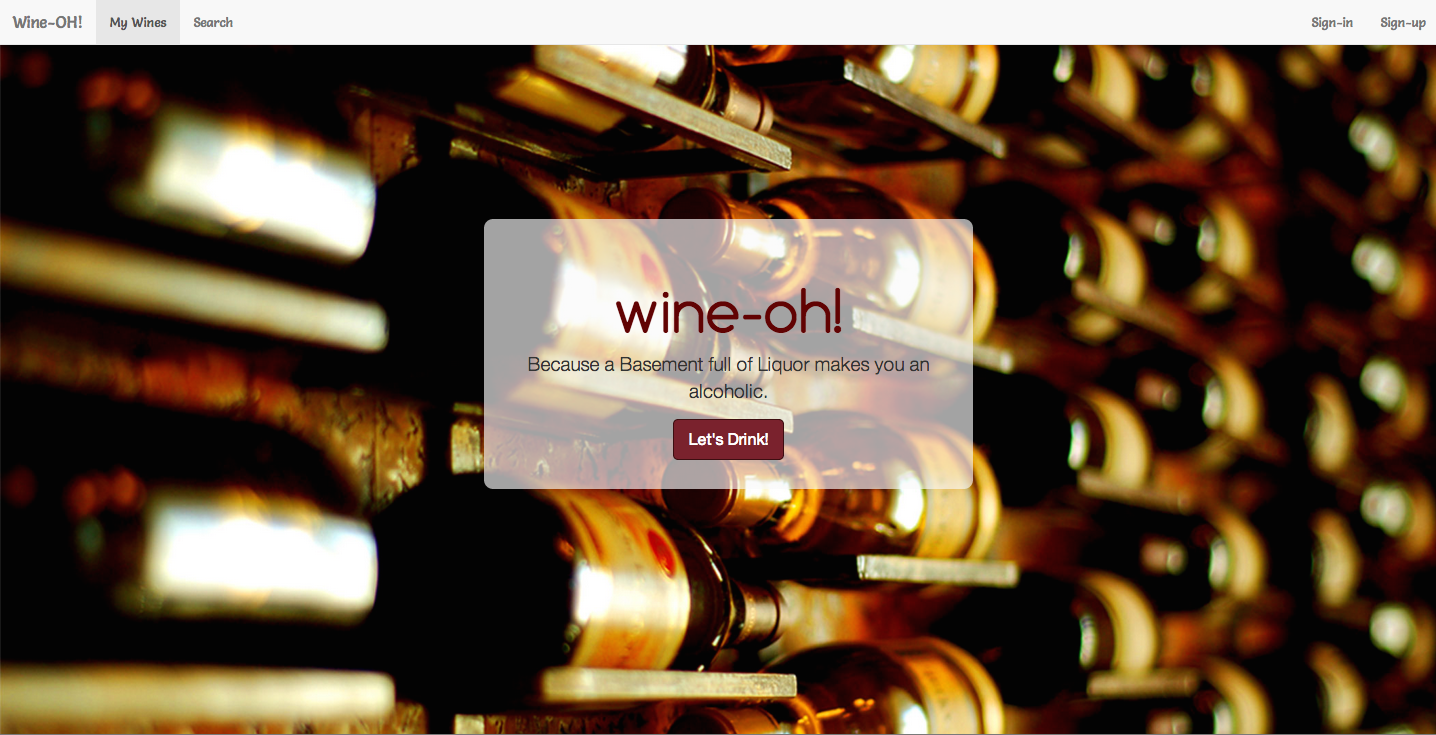 Wine-OH! My Wines Search Sign-in Sign-up
wine-oh!
Because a Basement full of Liquor makes you an
alcoholic.
Let's Drink!